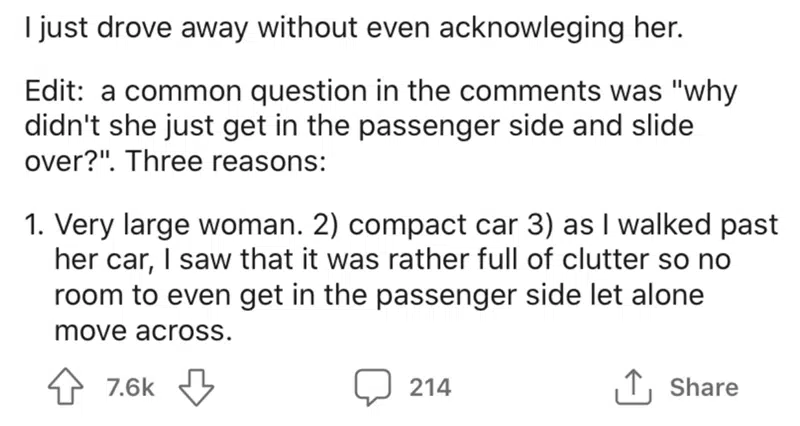 I just drove away without even acknowleging her.
Edit:  a common question in the comments was "why
didn't she just get in the passenger side and slide
over?". Three reasons:
1. Very large woman. 2) compact car 3) as I walked past
her car, I saw that it was rather full of clutter so no
room to even get in the passenger side let alone
move across.
7.6k 214 Share